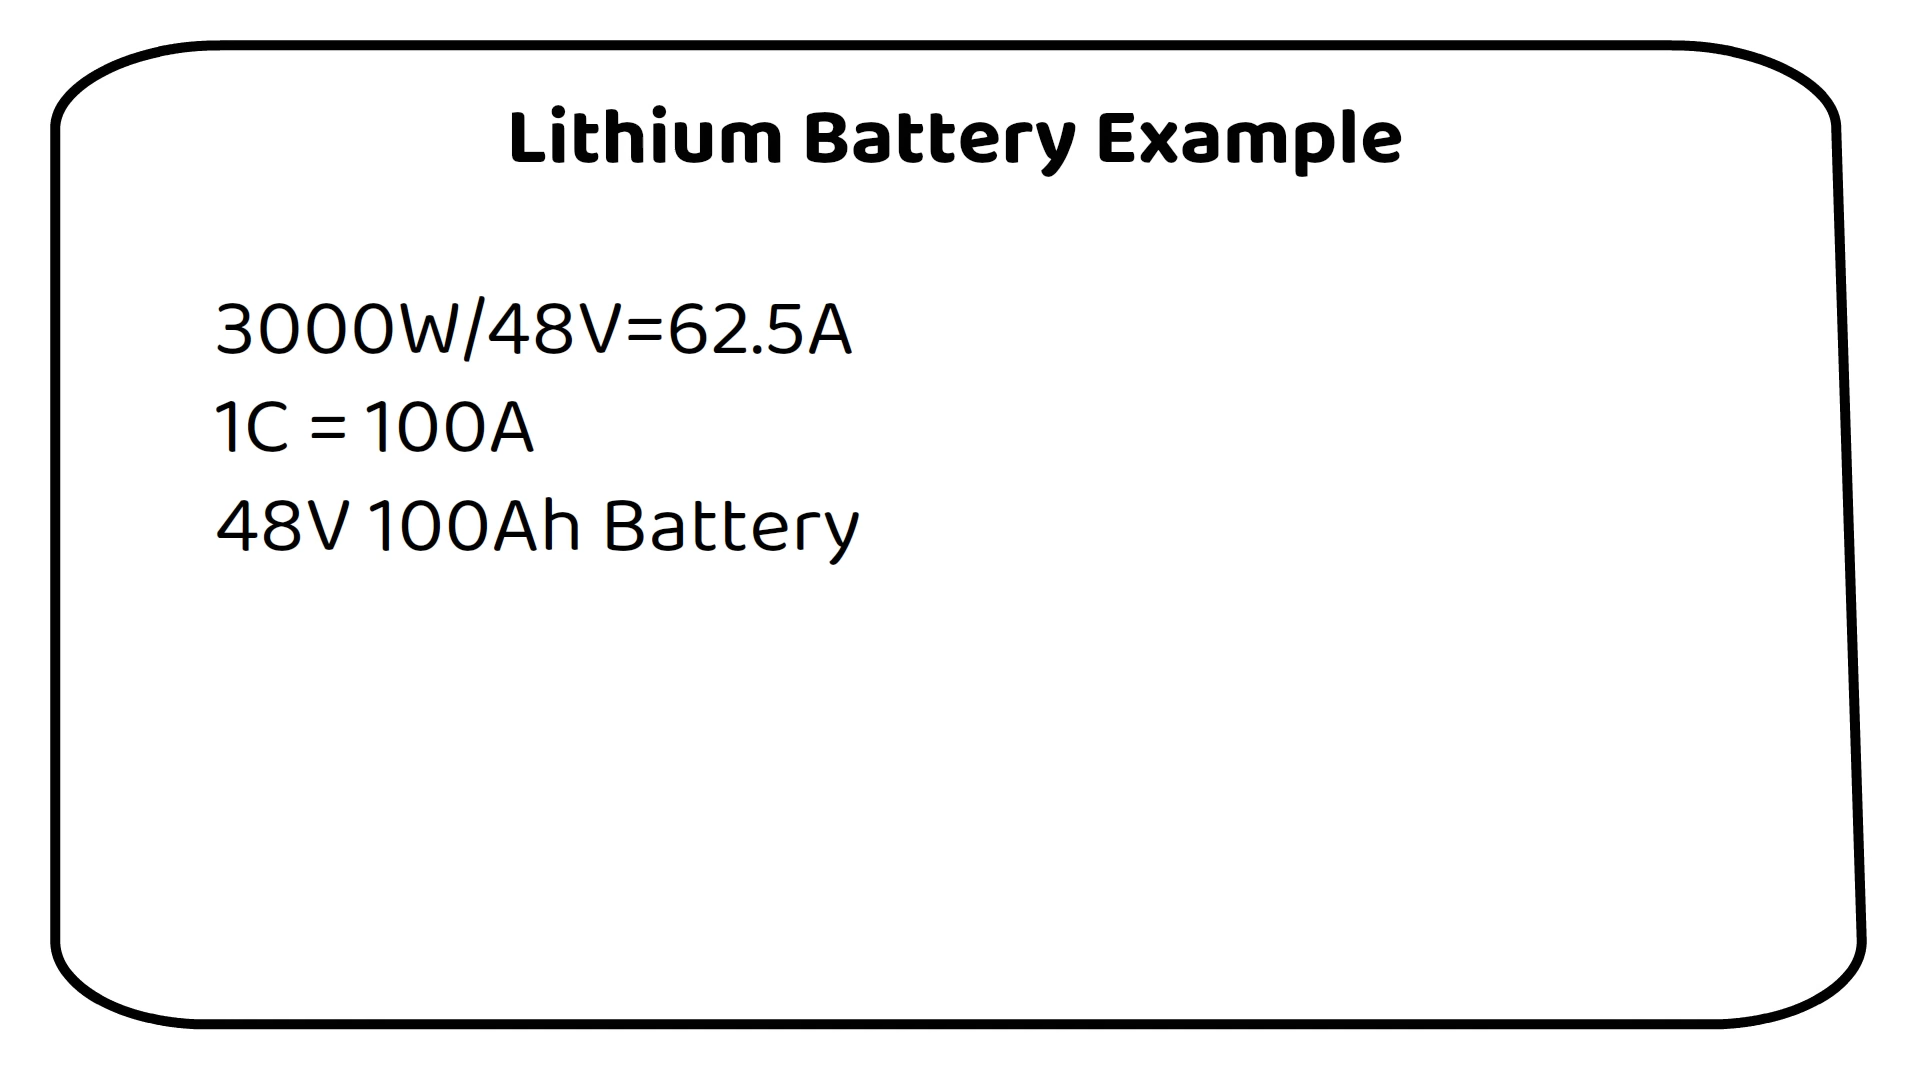 Lithium Battery Example
3000W/48V=62.5A
1C = 100A
48V 100Ah Battery